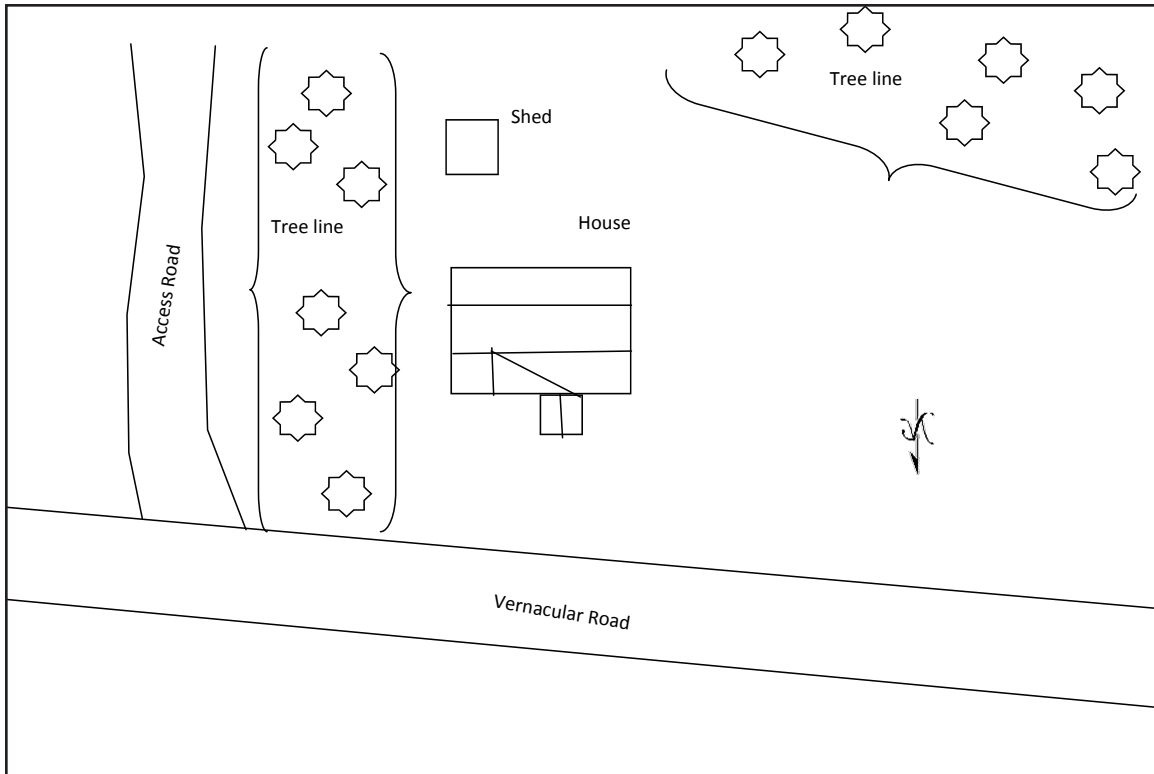 Tree line
Shed
House
Tree line
Access Road
N
Vernacular Road